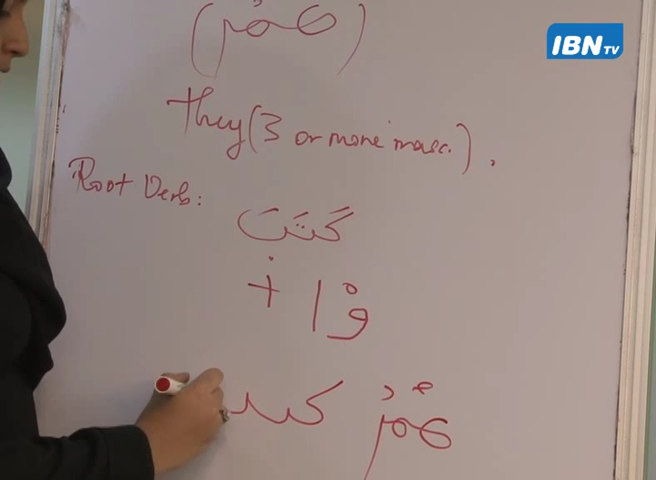 IBN TV
(هُمْ)
they (3 or more masc.).
Root Verb:
كَتَبَ
+ وْا
هُمْ